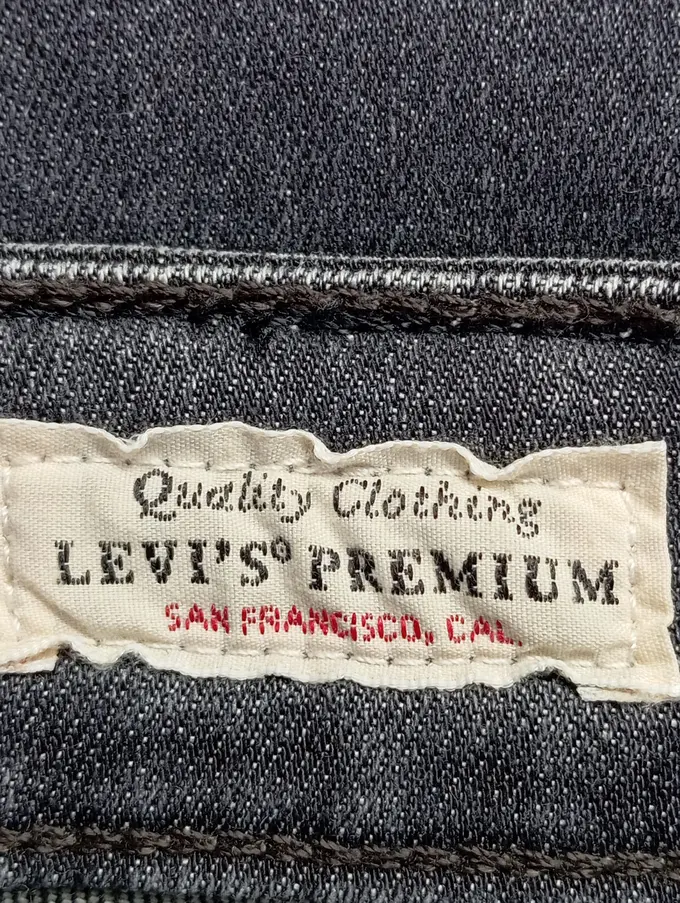 Quality Clothing
LEVI'S® PREMIUM
SAN FRANCISCO, CAL.